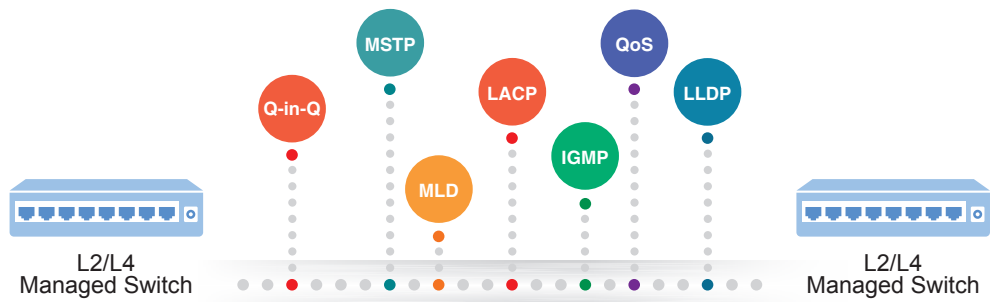 MSTP
QoS
Q-in-Q
LACP
LLDP
IGMP
MLD
L2/L4
Managed Switch
L2/L4
Managed Switch